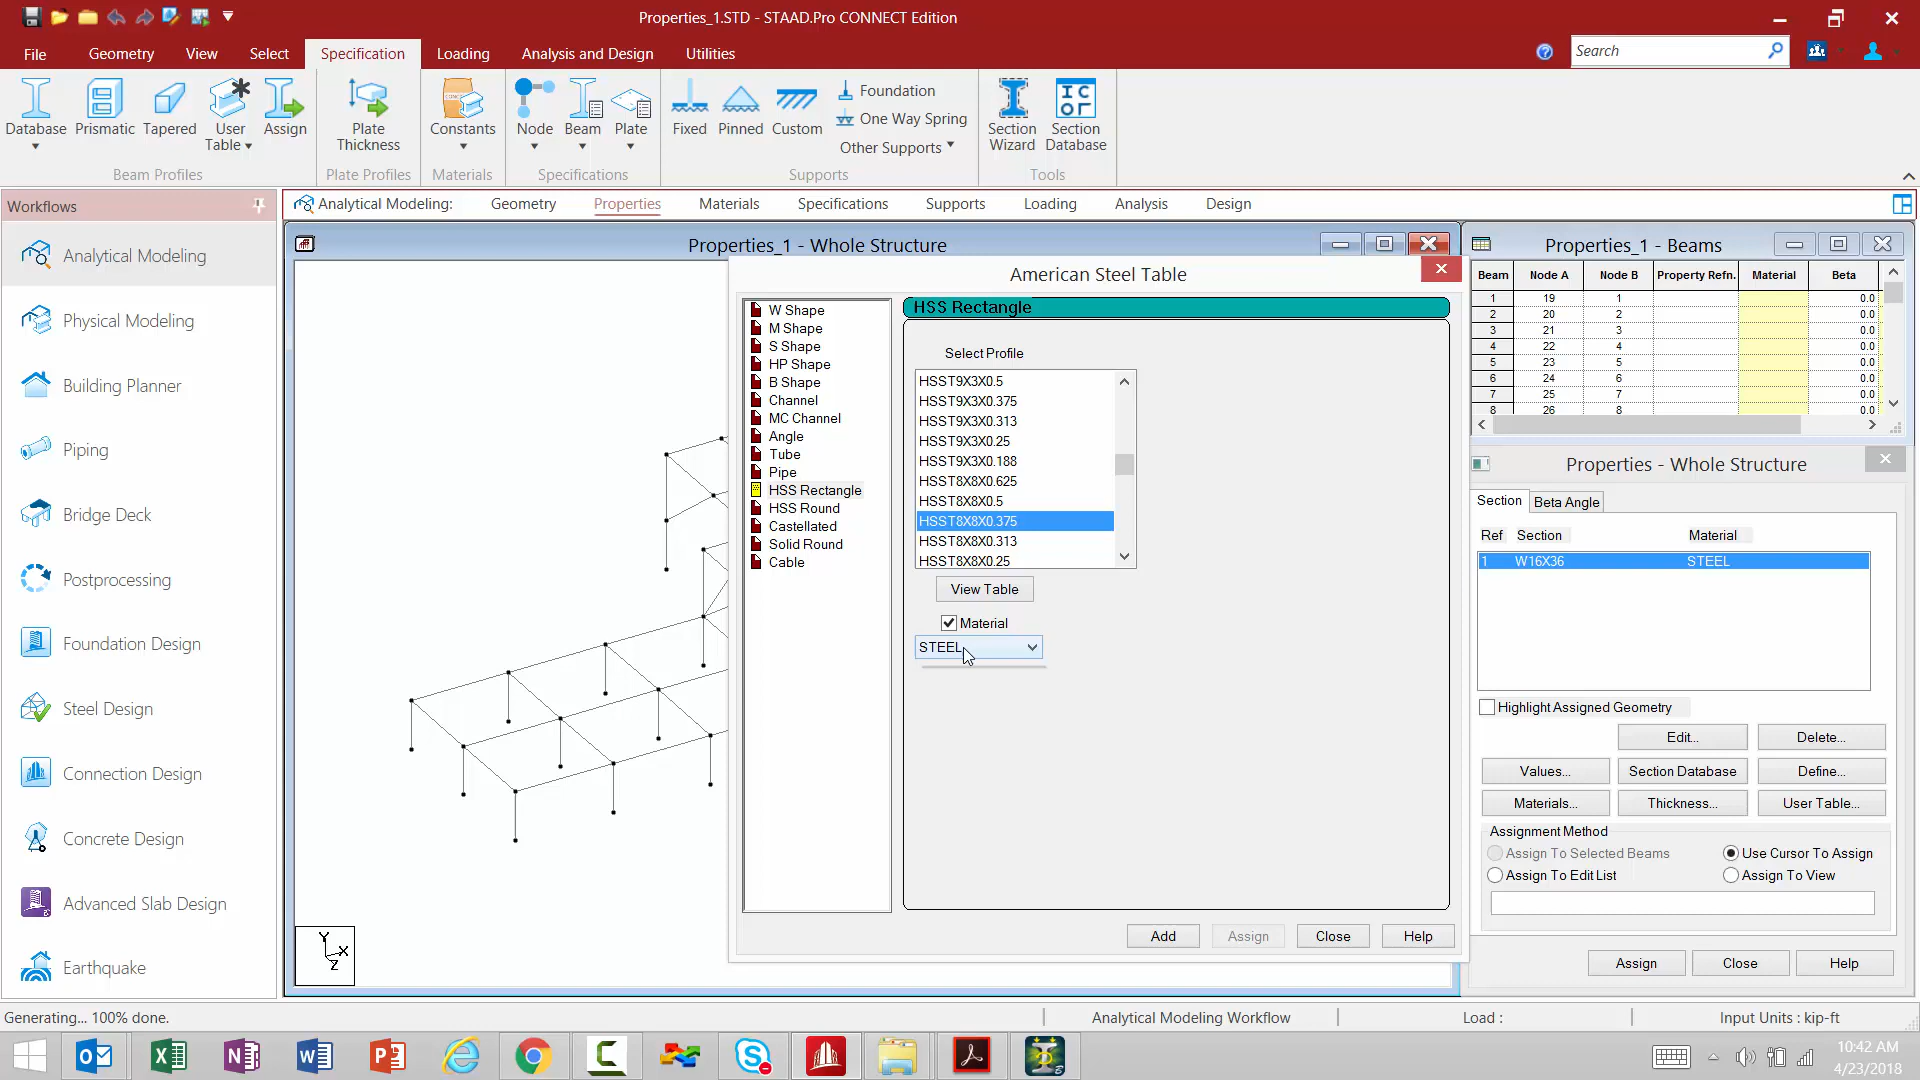 Properties_1.STD - STAAD.Pro CONNECT Edition
File Geometry View Select Specification Loading Analysis and Design Utilities Search
Database Prismatic Tapered User Table Assign Plate Thickness Constants Node Beam Plate Fixed Pinned Custom Foundation One Way Spring Other Supports Section Wizard Section Database
Beam Profiles Plate Profiles Materials Specifications Supports Tools
Workflows
Analytical Modeling: Geometry Properties Materials Specifications Supports Loading Analysis Design
Analytical Modeling
Physical Modeling
Building Planner
Piping
Bridge Deck
Postprocessing
Foundation Design
Steel Design
Connection Design
Concrete Design
Advanced Slab Design
Earthquake
Properties_1 - Whole Structure
Y X Z
American Steel Table
W Shape
M Shape
S Shape
HP Shape
B Shape
Channel
MC Channel
Angle
Tube
Pipe
HSS Rectangle
HSS Round
Castellated
Solid Round
Cable
HSS Rectangle
Select Profile
HSST9X3X0.5
HSST9X3X0.375
HSST9X3X0.313
HSST9X3X0.25
HSST9X3X0.188
HSST8X8X0.625
HSST8X8X0.5
HSST8X8X0.375
HSST8X8X0.313
HSST8X8X0.25
View Table
Material
STEEL
Add Assign Close Help
Properties_1 - Beams
Beam Node A Node B Property Refn. Material Beta
1 19 1 0.0
2 20 2 0.0
3 21 3 0.0
4 22 4 0.0
5 23 5 0.0
6 24 6 0.0
7 25 7 0.0
8 26 8 0.0
Properties - Whole Structure
Section Beta Angle
Ref Section Material
1 W16X36 STEEL
Highlight Assigned Geometry
Edit... Delete...
Values... Section Database Define...
Materials... Thickness... User Table...
Assignment Method
Assign To Selected Beams Use Cursor To Assign
Assign To Edit List Assign To View
Assign Close Help
Generating... 100% done. Analytical Modeling Workflow Load : Input Units : kip-ft
10:42 AM
4/23/2018